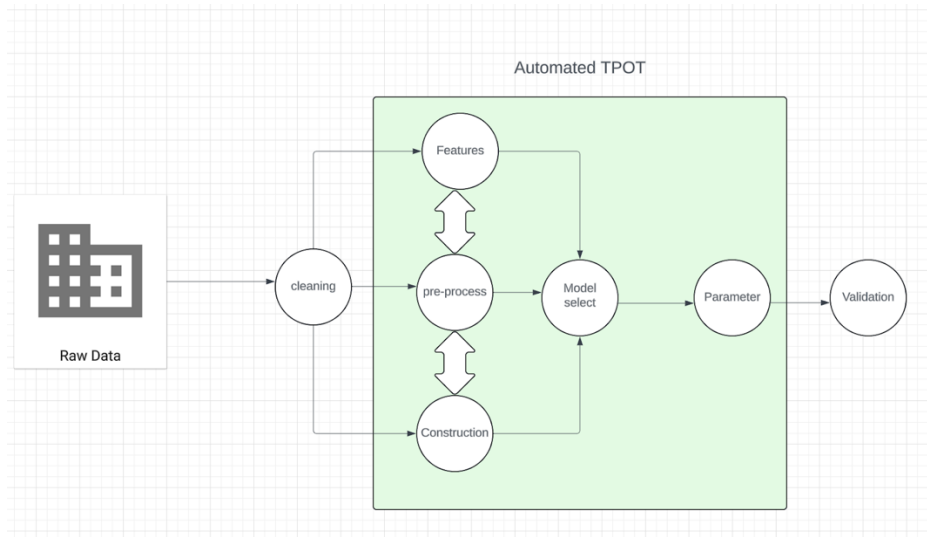 Automated TPOT
Features
Raw Data
cleaning
pre-process
Model
select
Parameter
Validation
Construction